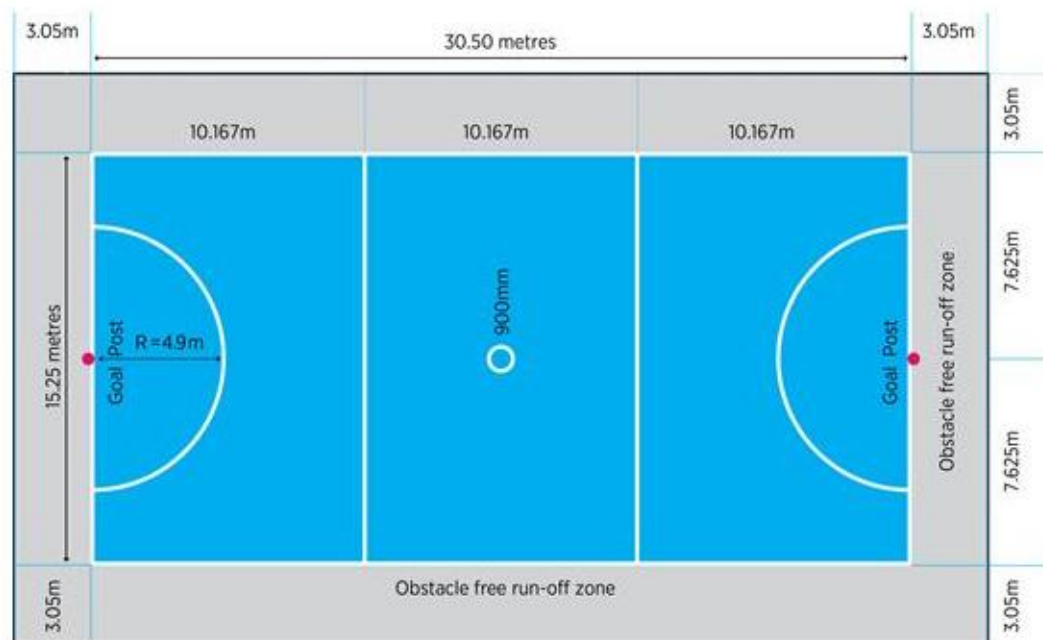 3.05m
30.50 metres
3.05m
10.167m
10.167m
10.167m
3.05m
7.625m
900mm
Goal Post
R=4.9m
15.25 metres
Goal Post
Obstacle free run-off zone
7.625m
Obstacle free run-off zone
3.05m
3.05m